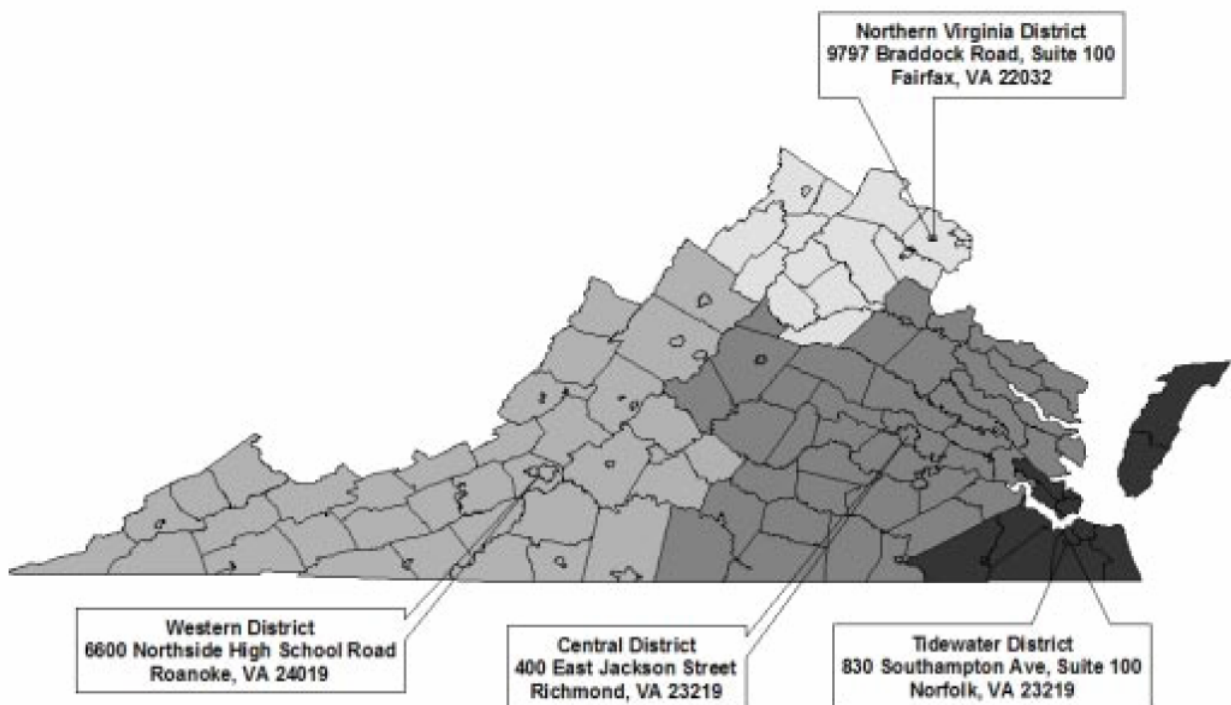 Northern Virginia District
9797 Braddock Road, Suite 100
Fairfax, VA 22032
Western District
6600 Northside High School Road
Roanoke, VA 24019
Central District
400 East Jackson Street
Richmond, VA 23219
Tidewater District
830 Southampton Ave, Suite 100
Norfolk, VA 23219